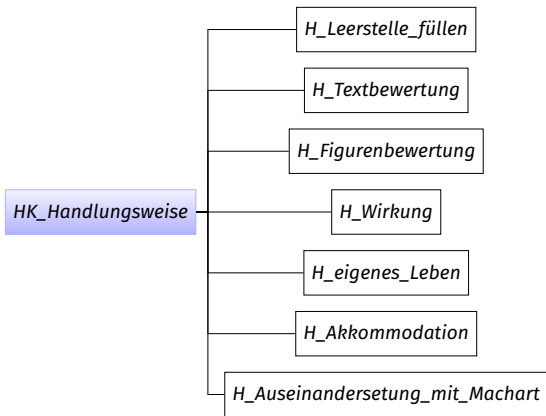 H_Leerstelle_füllen
H_Textbewertung
H_Figurenbewertung
HK_Handlungsweise
H_Wirkung
H_eigenes_Leben
H_Akkommodation
H_Auseinandersetung_mit_Machart